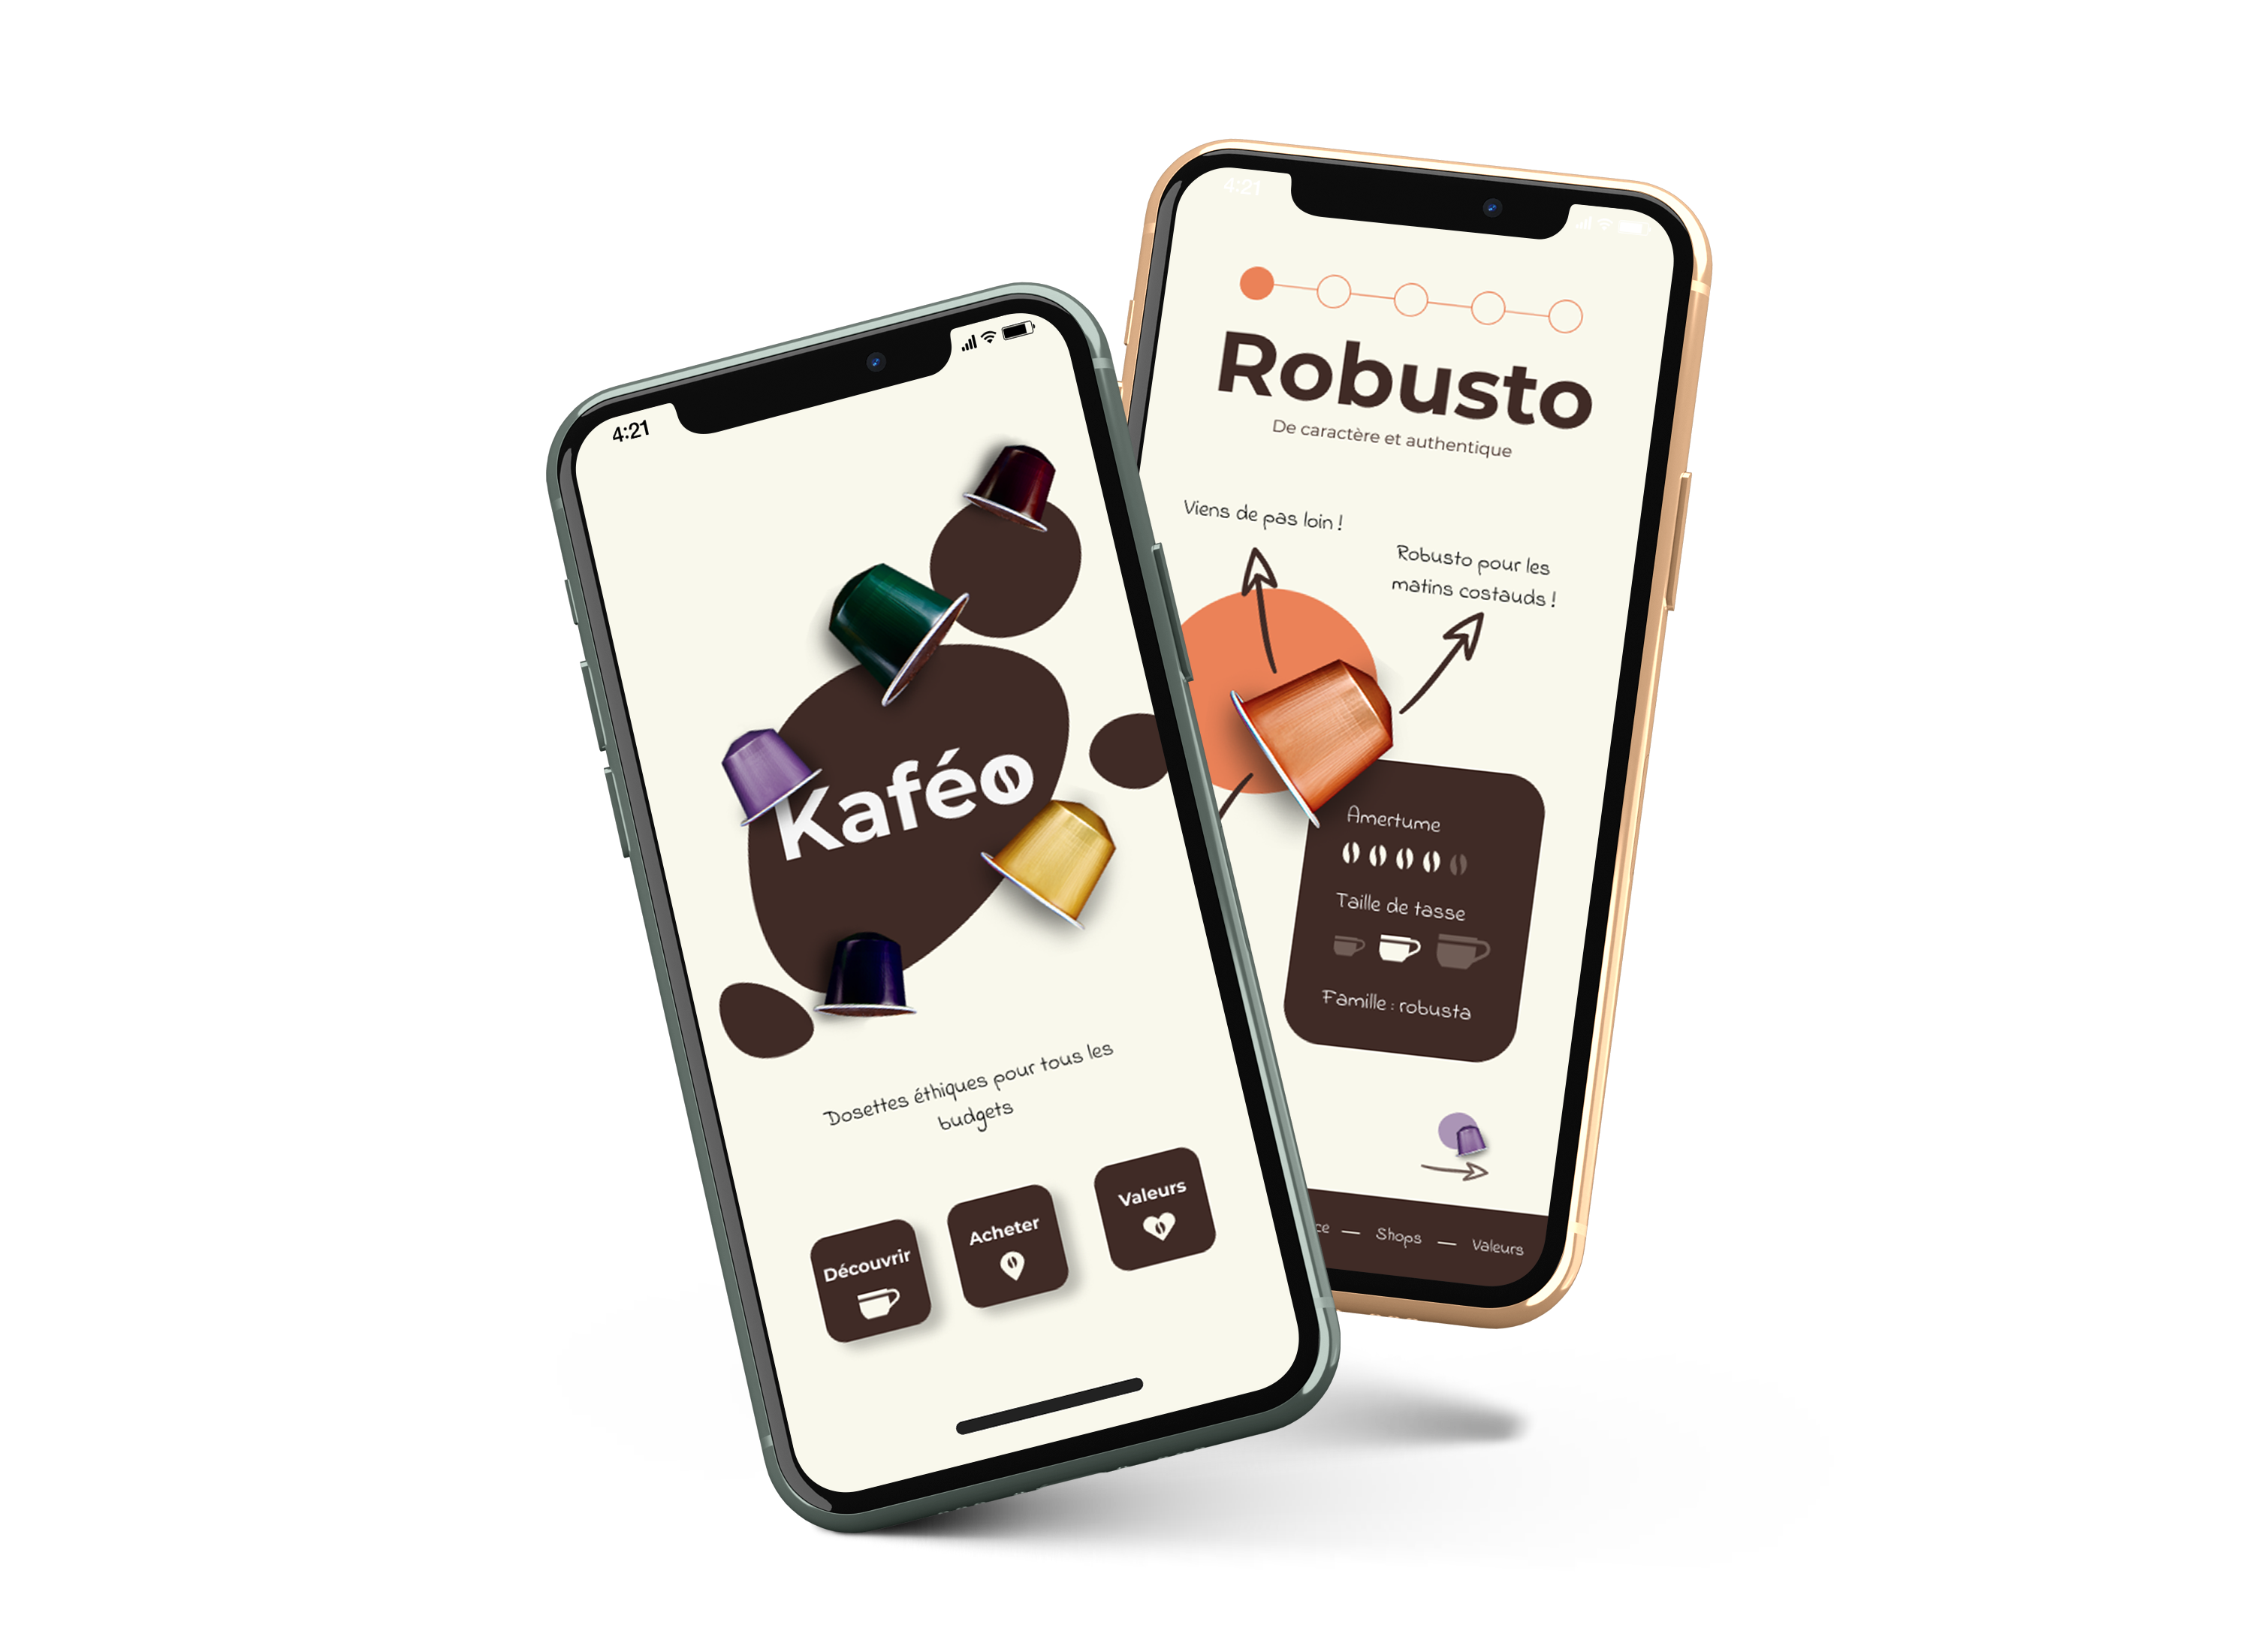 4:21
Kaféo
Dosettes éthiques pour tous les
budgets
Découvrir
Acheter
Valeurs
4:21
Robusto
De caractère et authentique
Viens de pas loin !
Robusto pour les
matins costauds !
Amertume
Taille de tasse
Famille : robusta
ce — Shops — Valeurs